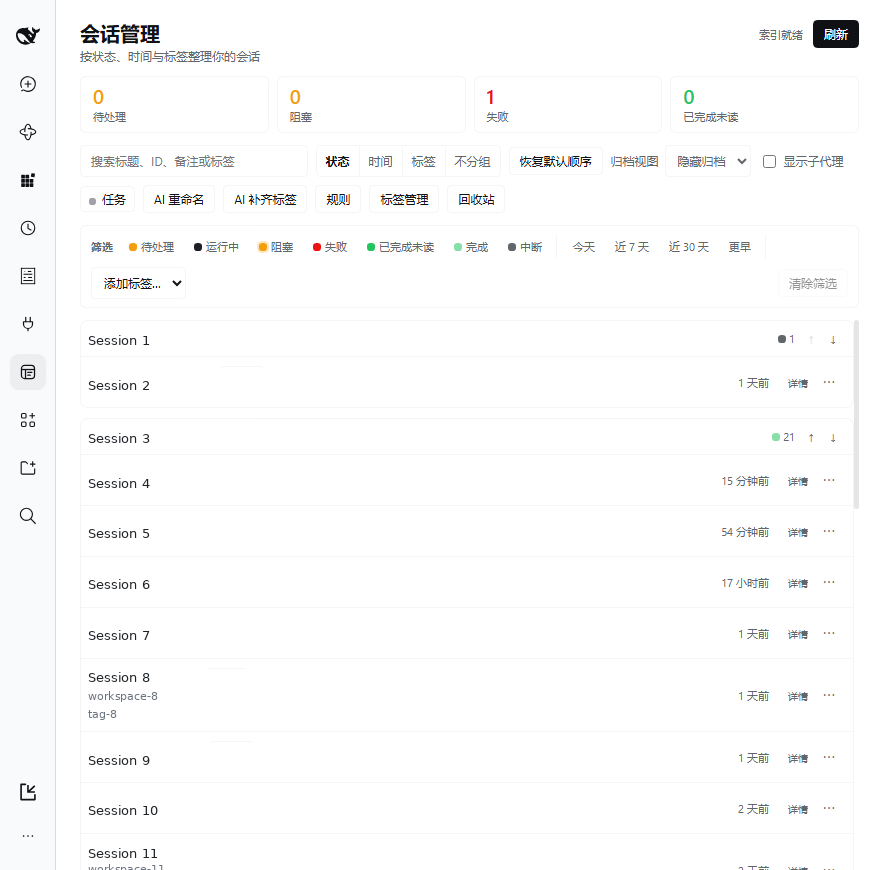 会话管理
索引就绪
刷新
按状态、时间与标签整理你的会话
0
待处理
0
阻塞
1
失败
0
已完成未读
搜索标题、ID、备注或标签
状态 时间 标签 不分组
恢复默认顺序
归档视图
隐藏归档
显示子代理
任务
AI 重命名
AI 补齐标签
规则
标签管理
回收站
筛选 待处理 运行中 阻塞 失败 已完成未读 完成 中断 今天 近 7 天 近 30 天 更早
添加标签...
清除筛选
Session 1 1 ↑ ↓
Session 2 1 天前 详情 ...
Session 3 21 ↑ ↓
Session 4 15 分钟前 详情 ...
Session 5 54 分钟前 详情 ...
Session 6 17 小时前 详情 ...
Session 7 1 天前 详情 ...
Session 8
workspace-8
tag-8
1 天前 详情 ...
Session 9 1 天前 详情 ...
Session 10 2 天前 详情 ...
Session 11
workspace-11